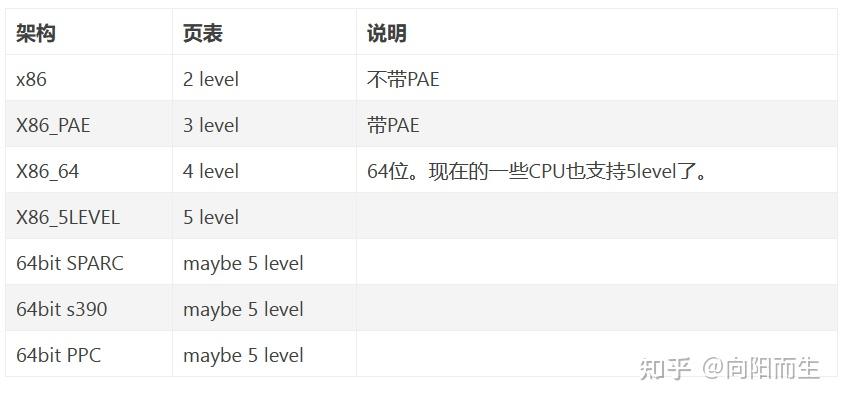 架构 页表 说明
x86 2 level 不带PAE
X86_PAE 3 level 带PAE
X86_64 4 level 64位。现在的一些CPU也支持5level了。
X86_5LEVEL 5 level
64bit SPARC maybe 5 level
64bit s390 maybe 5 level
64bit PPC maybe 5 level
知乎 @向阳而生